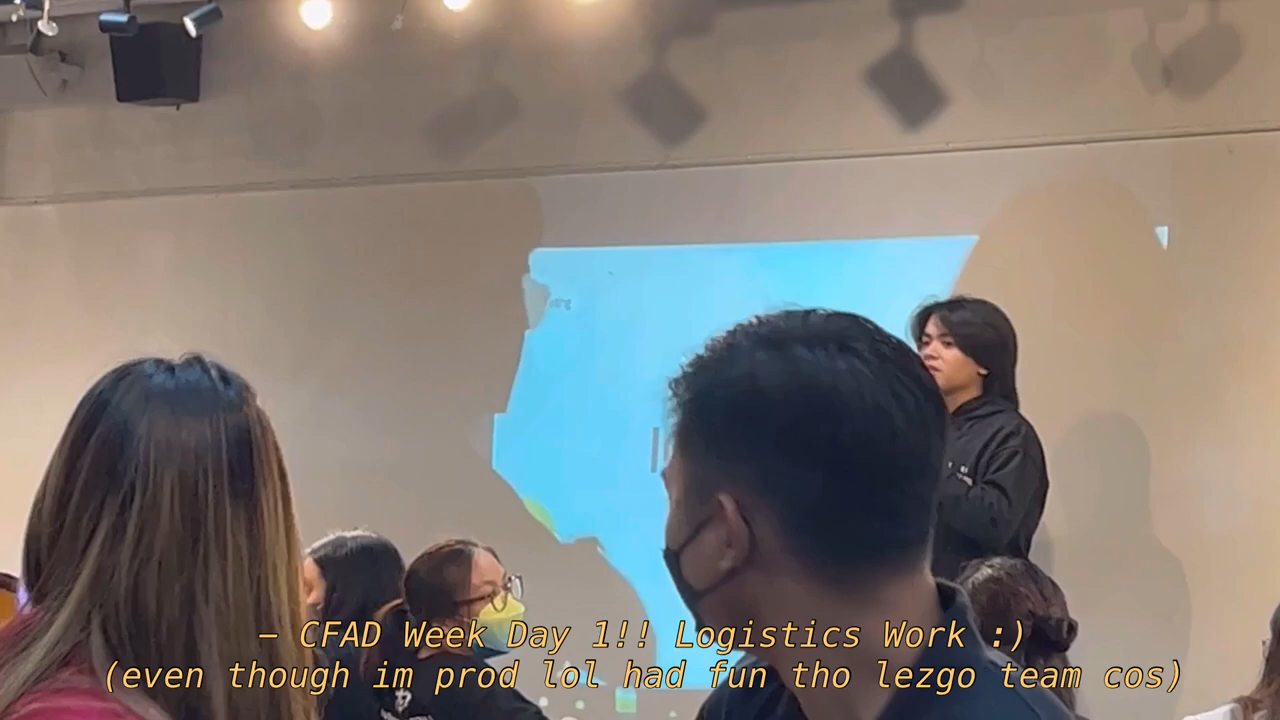 – CFAD Week Day 1!! Logistics Work :)
(even though im prod lol had fun tho lezgo team cos)